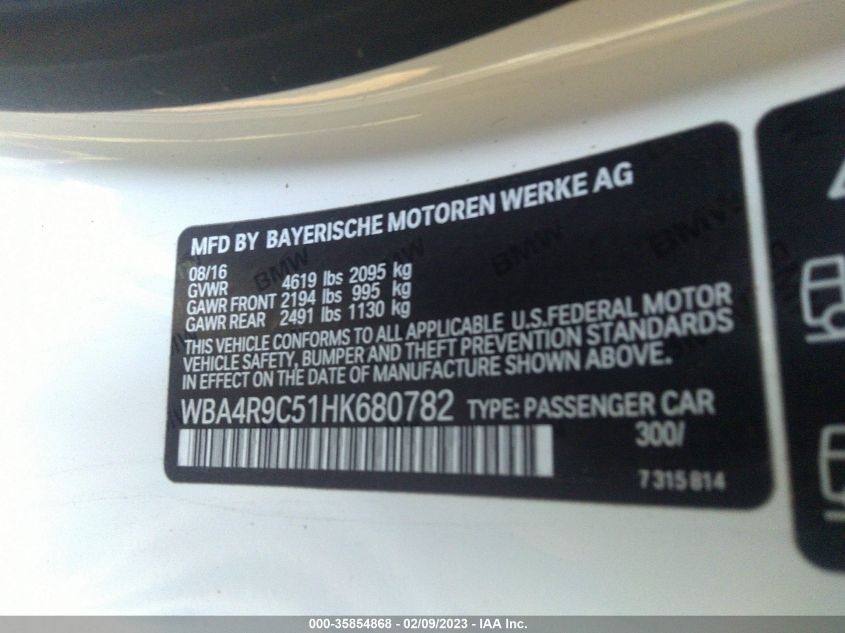 MFD BY BAYERISCHE MOTOREN WERKE AG
08/16
GVWR 4619 lbs 2095 kg
GAWR FRONT 2194 lbs 995 kg
GAWR REAR 2491 lbs 1130 kg
THIS VEHICLE CONFORMS TO ALL APPLICABLE U.S.FEDERAL MOTOR
VEHICLE SAFETY, BUMPER AND THEFT PREVENTION STANDARDS
IN EFFECT ON THE DATE OF MANUFACTURE SHOWN ABOVE.
WBA4R9C51HK680782 TYPE: PASSENGER CAR
300/
7315814
000-35854868 - 02/09/2023 - IAA Inc.